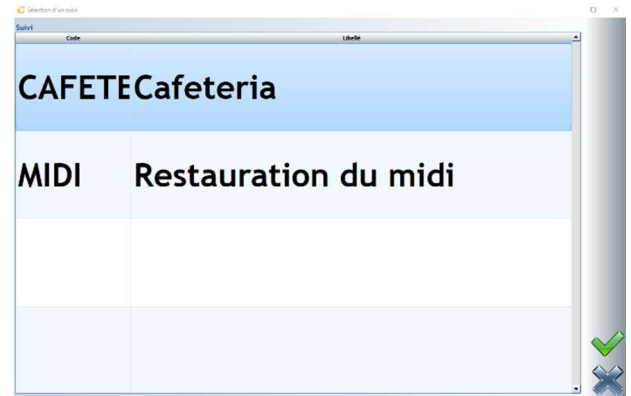 Sélection d'un suivi
Suivi
Code Libellé
CAFETE Cafeteria
MIDI Restauration du midi